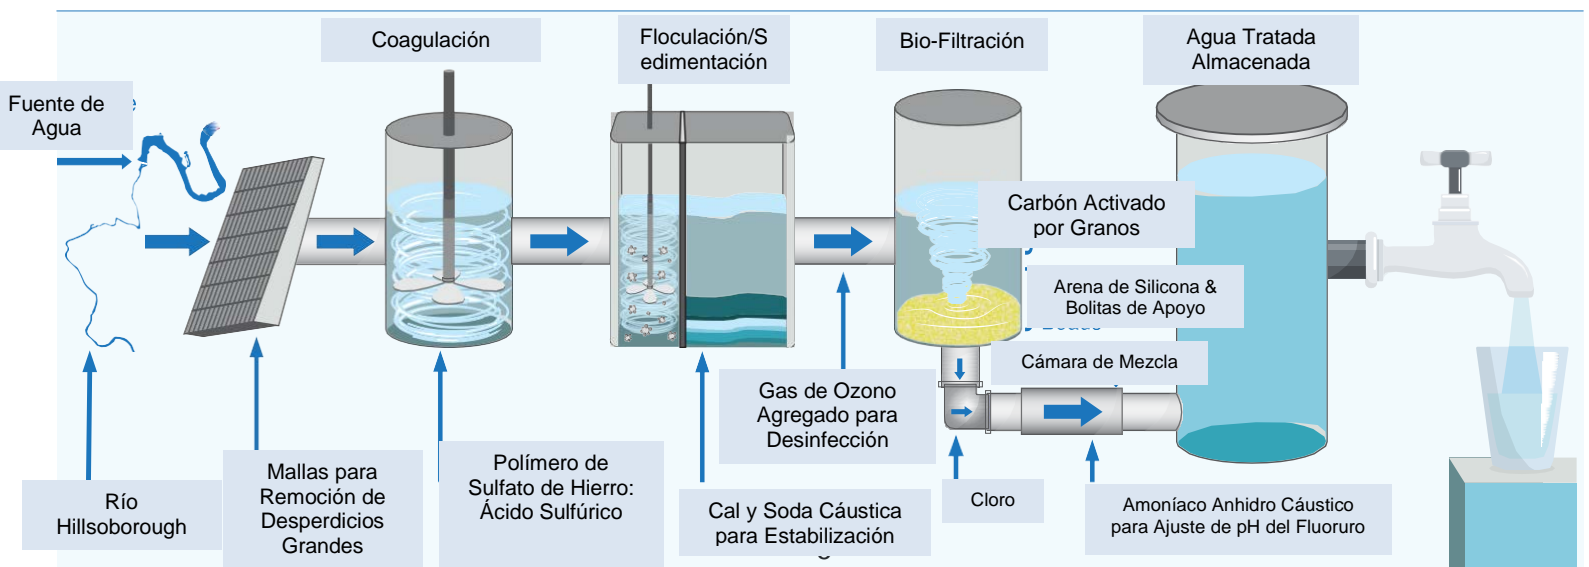 Coagulación
Floculación/S
edimentación
Bio-Filtración
Agua Tratada
Almacenada
Fuente de
Agua
Carbón Activado
por Granos
Arena de Silicona &
Bolitas de Apoyo
Cámara de Mezcla
Gas de Ozono
Agregado para
Desinfección
Río
Hillsoborough
Mallas para
Remoción de
Desperdicios
Grandes
Polímero de
Sulfato de Hierro:
Ácido Sulfúrico
Cal y Soda Cáustica
para Estabilización
Cloro
Amoníaco Anhidro Cáustico
para Ajuste de pH del Fluoruro